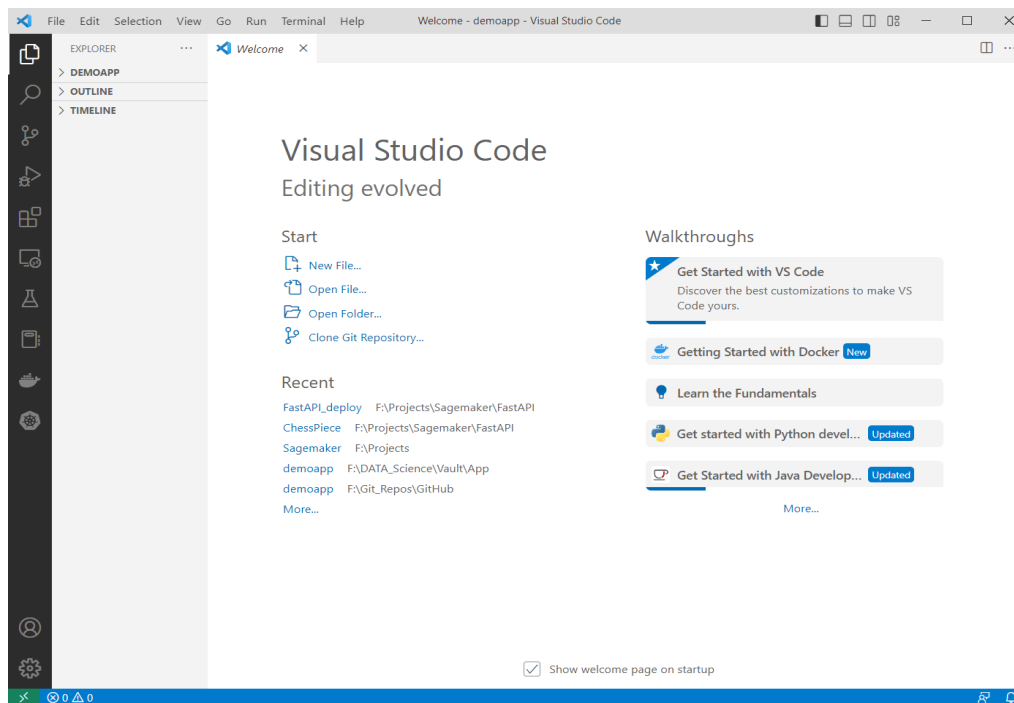 File Edit Selection View Go Run Terminal Help Welcome - demoapp - Visual Studio Code
EXPLORER
Welcome
DEMOAPP
OUTLINE
TIMELINE
Visual Studio Code
Editing evolved
Start
New File...
Open File...
Open Folder...
Clone Git Repository...
Recent
FastAPI_deploy F:\Projects\Sagemaker\FastAPI
ChessPiece F:\Projects\Sagemaker\FastAPI
Sagemaker F:\Projects
demoapp F:\DATA_Science\Vault\App
demoapp F:\Git_Repos\GitHub
More...
Walkthroughs
Get Started with VS Code
Discover the best customizations to make VS
Code yours.
docker Getting Started with Docker New
Learn the Fundamentals
Get started with Python devel... Updated
Get Started with Java Develop... Updated
More...
Show welcome page on startup
0 0